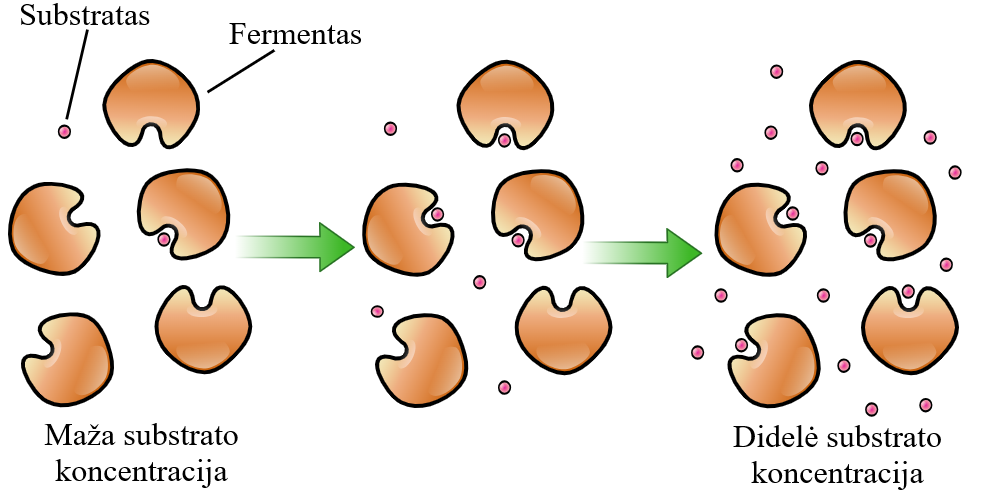 Substratas
Fermentas
Maža substrato
koncentracija
Didelė substrato
koncentracija